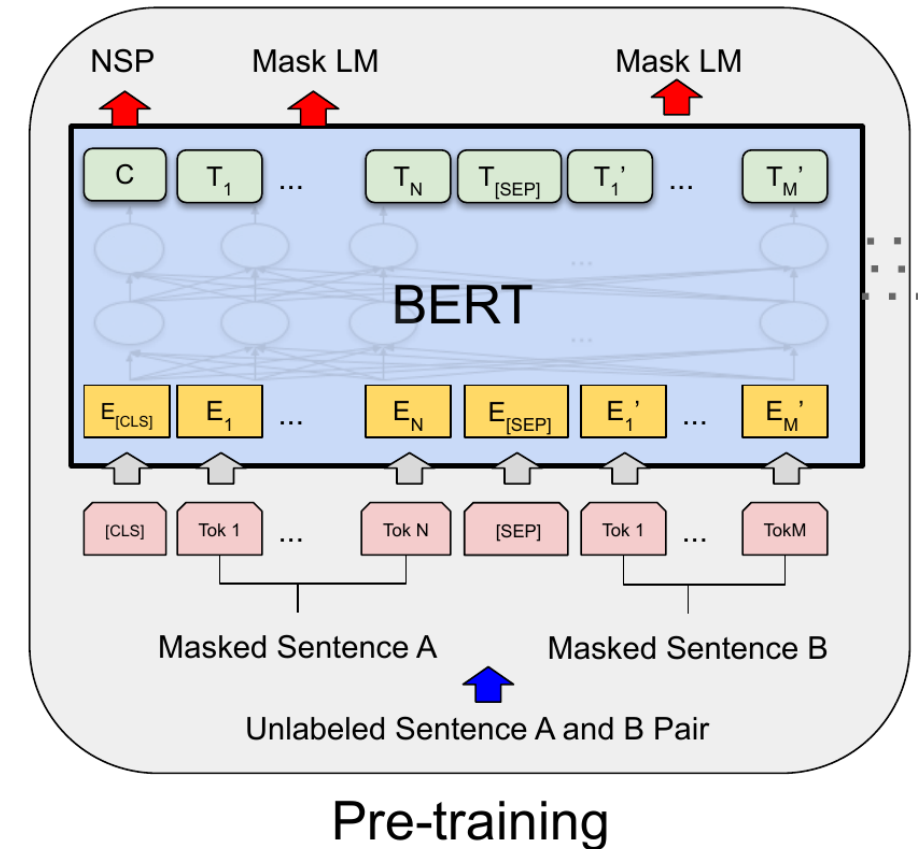 NSP Mask LM Mask LM
C T1 ... TN T[SEP] T1' ... TM'
...
BERT
...
E[CLS] E1 ... EN E[SEP] E1' ... EM'
[CLS] Tok 1 ... Tok N [SEP] Tok 1 ... TokM
Masked Sentence A Masked Sentence B
Unlabeled Sentence A and B Pair
Pre-training